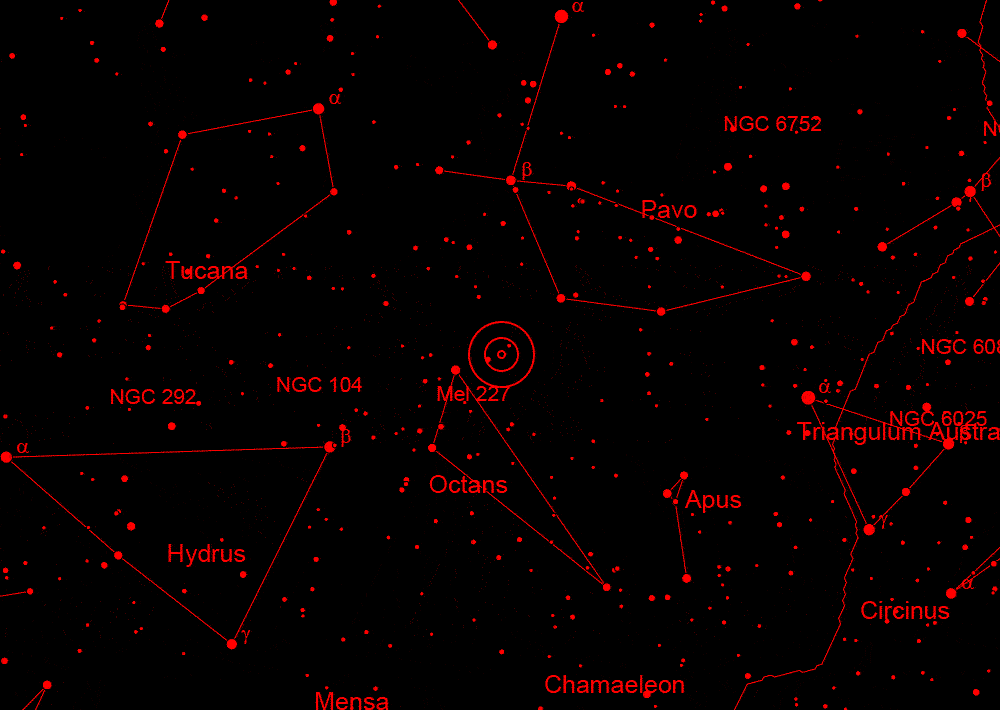 α
α
NGC 6752
N
β
β
Pavo
Tucana
NGC 608
NGC 104
NGC 292
Mel 227
α
NGC 6025
Triangulum Austra
α
β
Octans
Apus
γ
Hydrus
α
Circinus
γ
Chamaeleon
Mensa